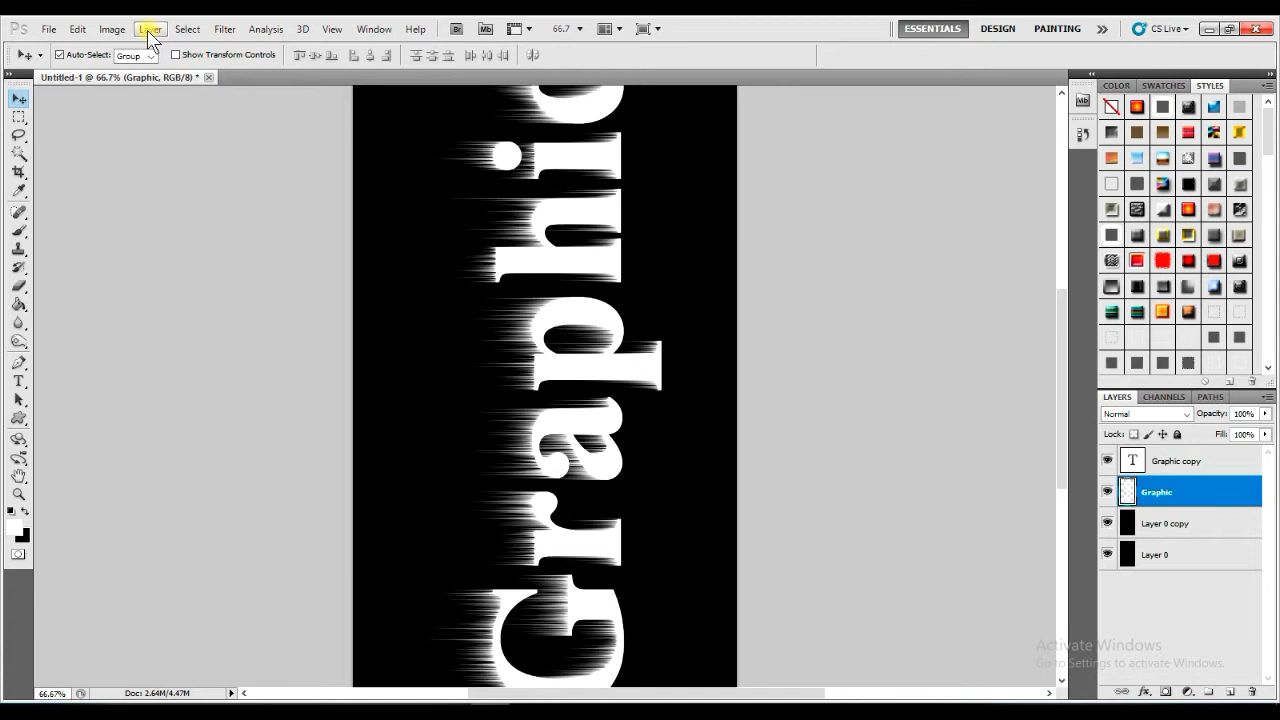 Ps File Edit Image Layer Select Filter Analysis 3D View Window Help Br Mb 66.7 ESSENTIALS DESIGN PAINTING CS Live
Auto-Select: Group Show Transform Controls
Untitled-1 @ 66.7% (Graphic, RGB/8) *
COLOR SWATCHES STYLES
Mb
Graphic
LAYERS CHANNELS PATHS
Normal Opacity: 100%
Lock: Fill: 100%
T Graphic copy
Graphic
Layer 0 copy
Layer 0
Activate Windows
Go to Settings to activate Windows.
66.67% Doc: 2.64M/4.47M